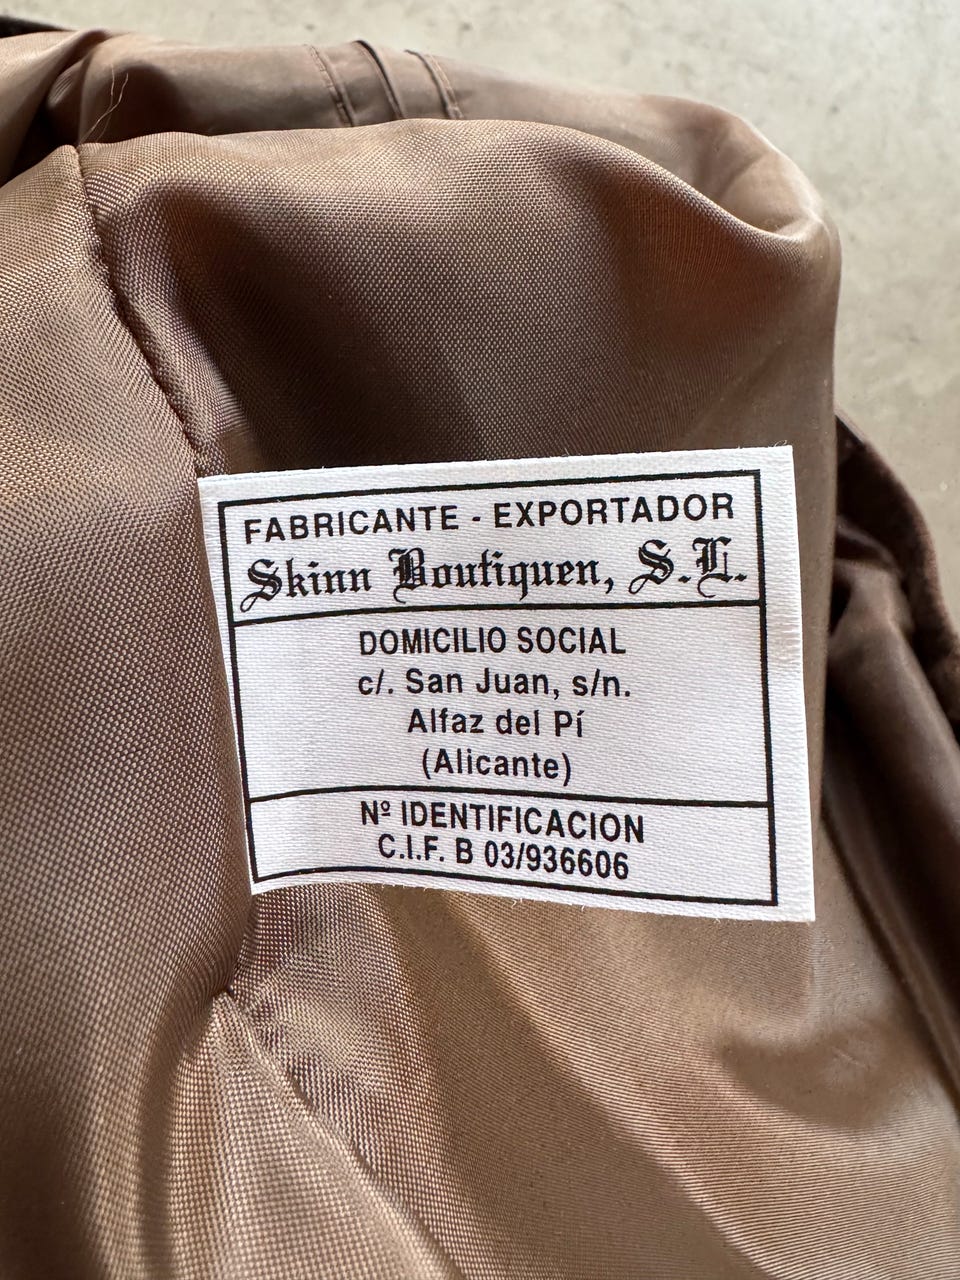 FABRICANTE - EXPORTADOR
Skinn Boutiquen, S.L.
DOMICILIO SOCIAL
c/. San Juan, s/n.
Alfaz del Pí
(Alicante)
Nº IDENTIFICACION
C.I.F. B 03/936606